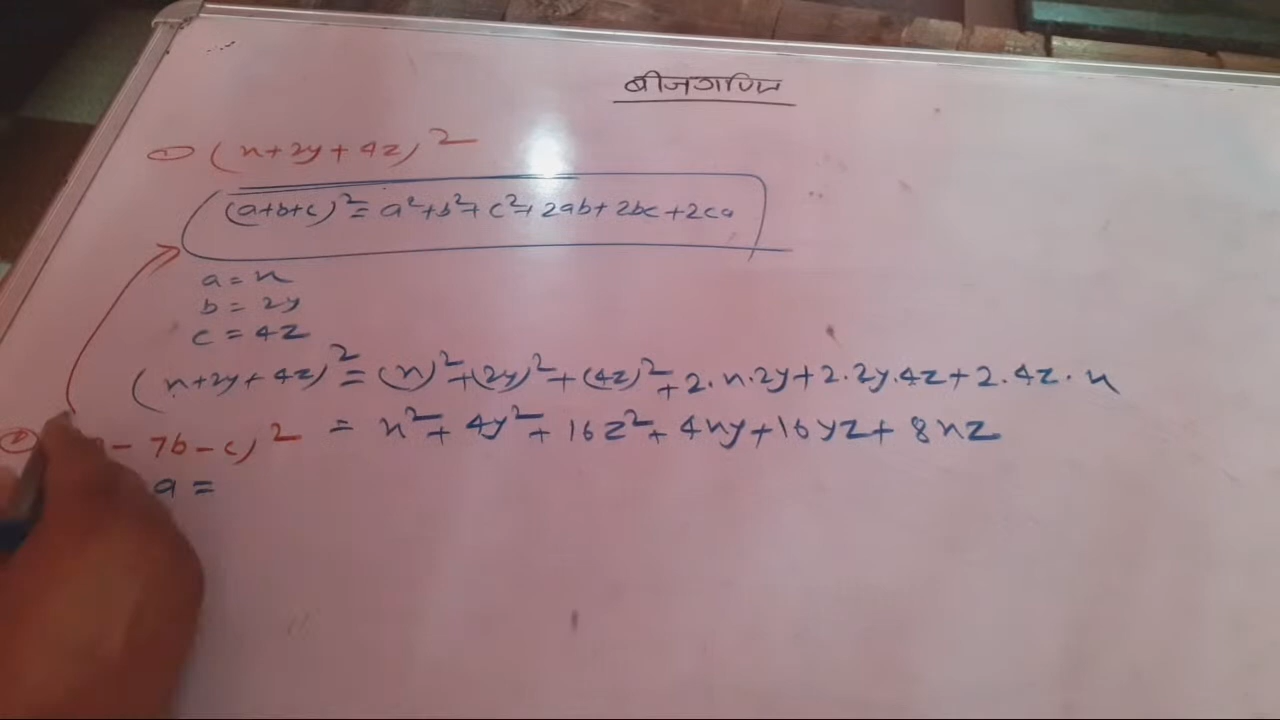 बीजगणित
① (x+2y+4z)²
(a+b+c)²= a²+b²+c²+2ab+2bc+2ca
a = x
b = 2y
c = 4z
(x+2y+4z)² = (x)²+(2y)²+(4z)²+2.x.2y+2.2y.4z+2.4z.x
= x²+4y²+16z²+4xy+16yz+8xz
② - 7b-c)²
a =